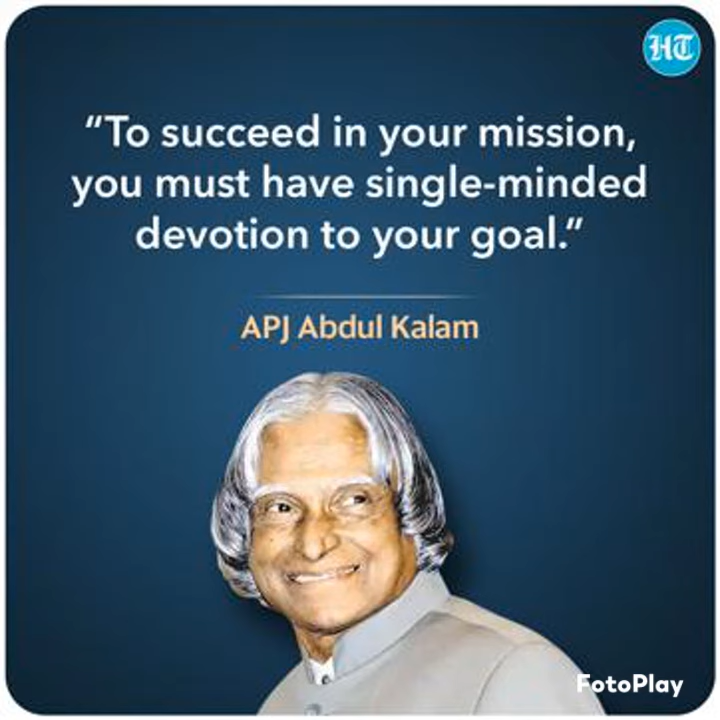 HT
“To succeed in your mission,
you must have single-minded
devotion to your goal.”
APJ Abdul Kalam
FotoPlay